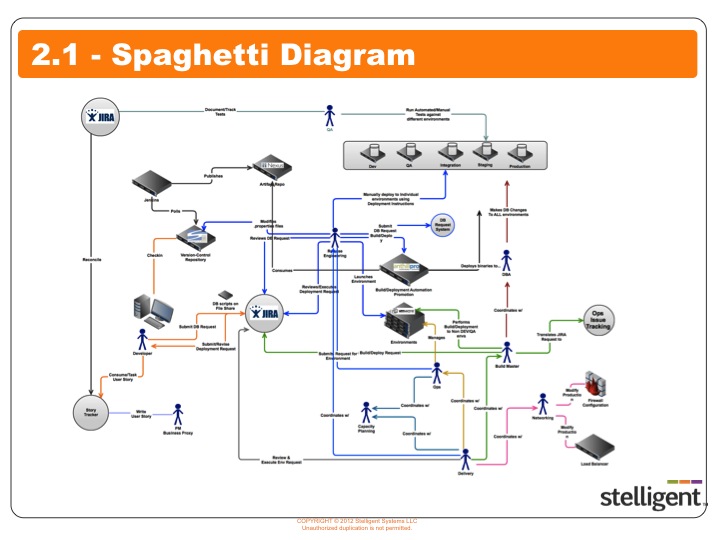 2.1 - Spaghetti Diagram
JIRA
Document/Track
Tests
QA
Run Automated/Manual
Tests against
different environments
Dev
QA
Integration
Staging
Production
Publishes
Nexus
Artifact Repo
Jenkins
Polls
Manually deploy to individual
environments using
Deployment Instructions
Makes DB Changes
To ALL environments
Modifies
.properties files
Reviews DB Request
Submit
DB Request
Build/Deplo
y
DB
Request
System
Version-Control
Repository
Release
Engineering
Reconcile
Checkin
Consumes
Launches
Environment
Deploys binaries to...
DBA
Build/Deployment Automation
Promotion
Reviews/Executes
Deployment Request
DB scripts on
File Share
JIRA
Submit DB Request
Developer
Submit/Revise
Deployment Request
Environments
Manages
Performs
Build/Deployment
to Non DEV/QA
envs
Coordinates w/
Ops
Issue
Tracking
Translates JIRA
Request to
Submits Request for
Environment
Build/Deploy Request
Build Master
Consume/Task
User Story
Ops
Story
Tracker
Write
User Story
PM
Business Proxy
Coordinates w/
Capacity
Planning
Coordinates w/
Coordinates w/
Coordinates w/
Coordinates w/
Coordinates w/
Networking
Modify
Productio
n
Firewall
Configuration
Modify
Productio
n
Load Balancer
Review &
Execute Env Request
Delivery
stelligent
COPYRIGHT © 2012 Stelligent Systems LLC
Unauthorized duplication is not permitted.